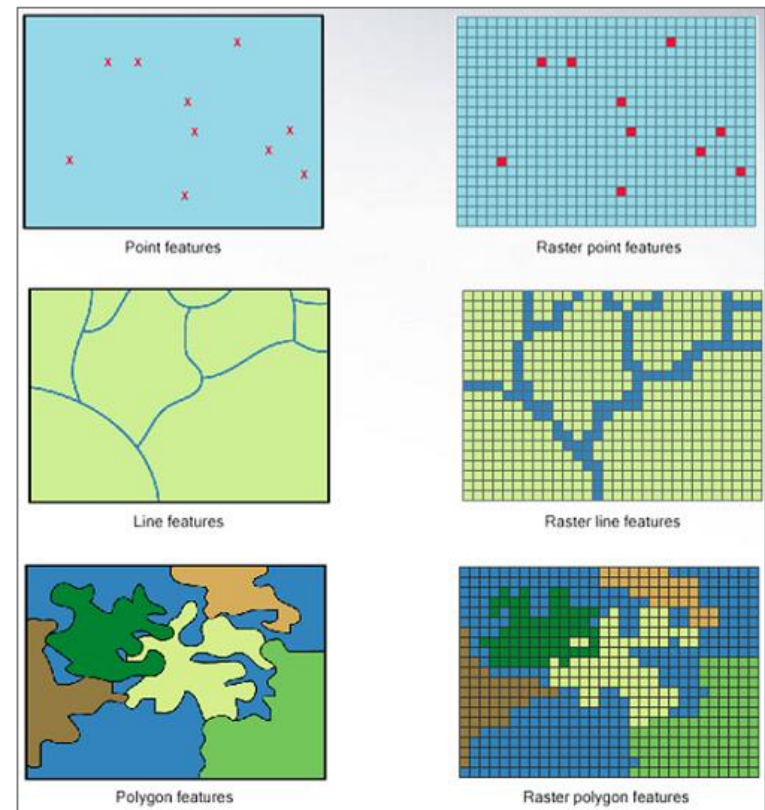 Point features
Raster point features
Line features
Raster line features
Polygon features
Raster polygon features